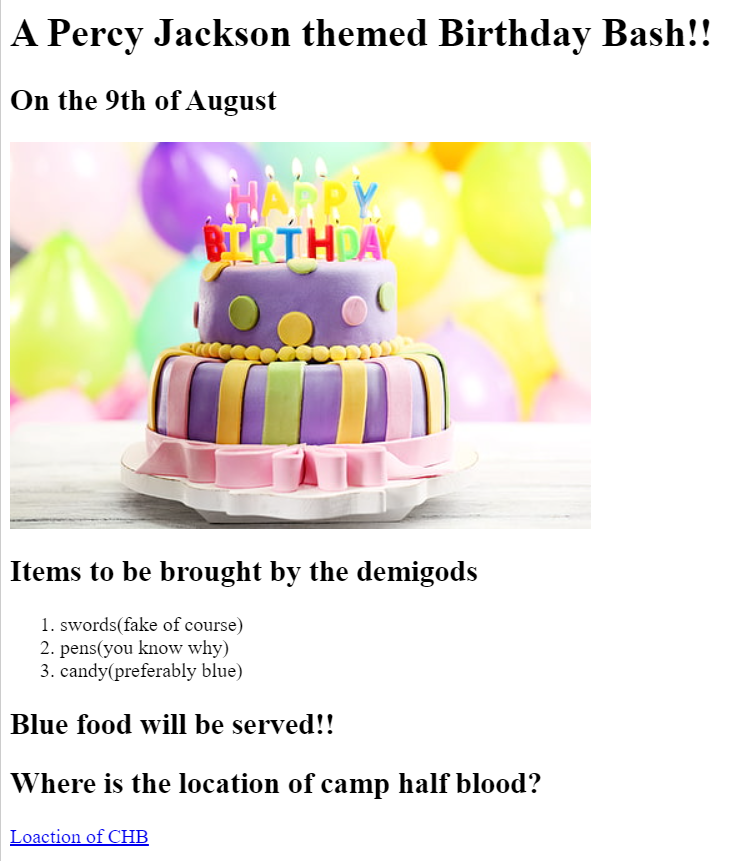 A Percy Jackson themed Birthday Bash!!
On the 9th of August
HAPPY
BIRTHDAY
Items to be brought by the demigods
1. swords(fake of course)
2. pens(you know why)
3. candy(preferably blue)
Blue food will be served!!
Where is the location of camp half blood?
Loaction of CHB